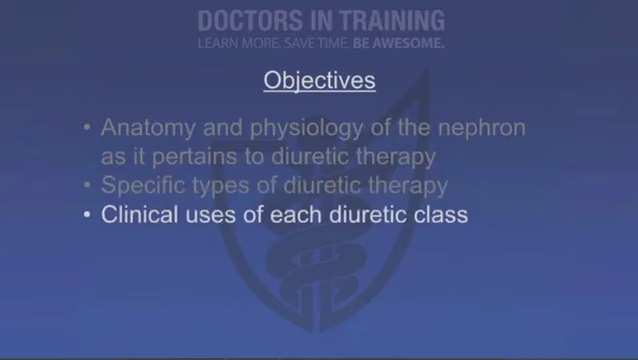 DOCTORS IN TRAINING
LEARN MORE. SAVE TIME. BE AWESOME.
Objectives
• Anatomy and physiology of the nephron
as it pertains to diuretic therapy
• Specific types of diuretic therapy
• Clinical uses of each diuretic class